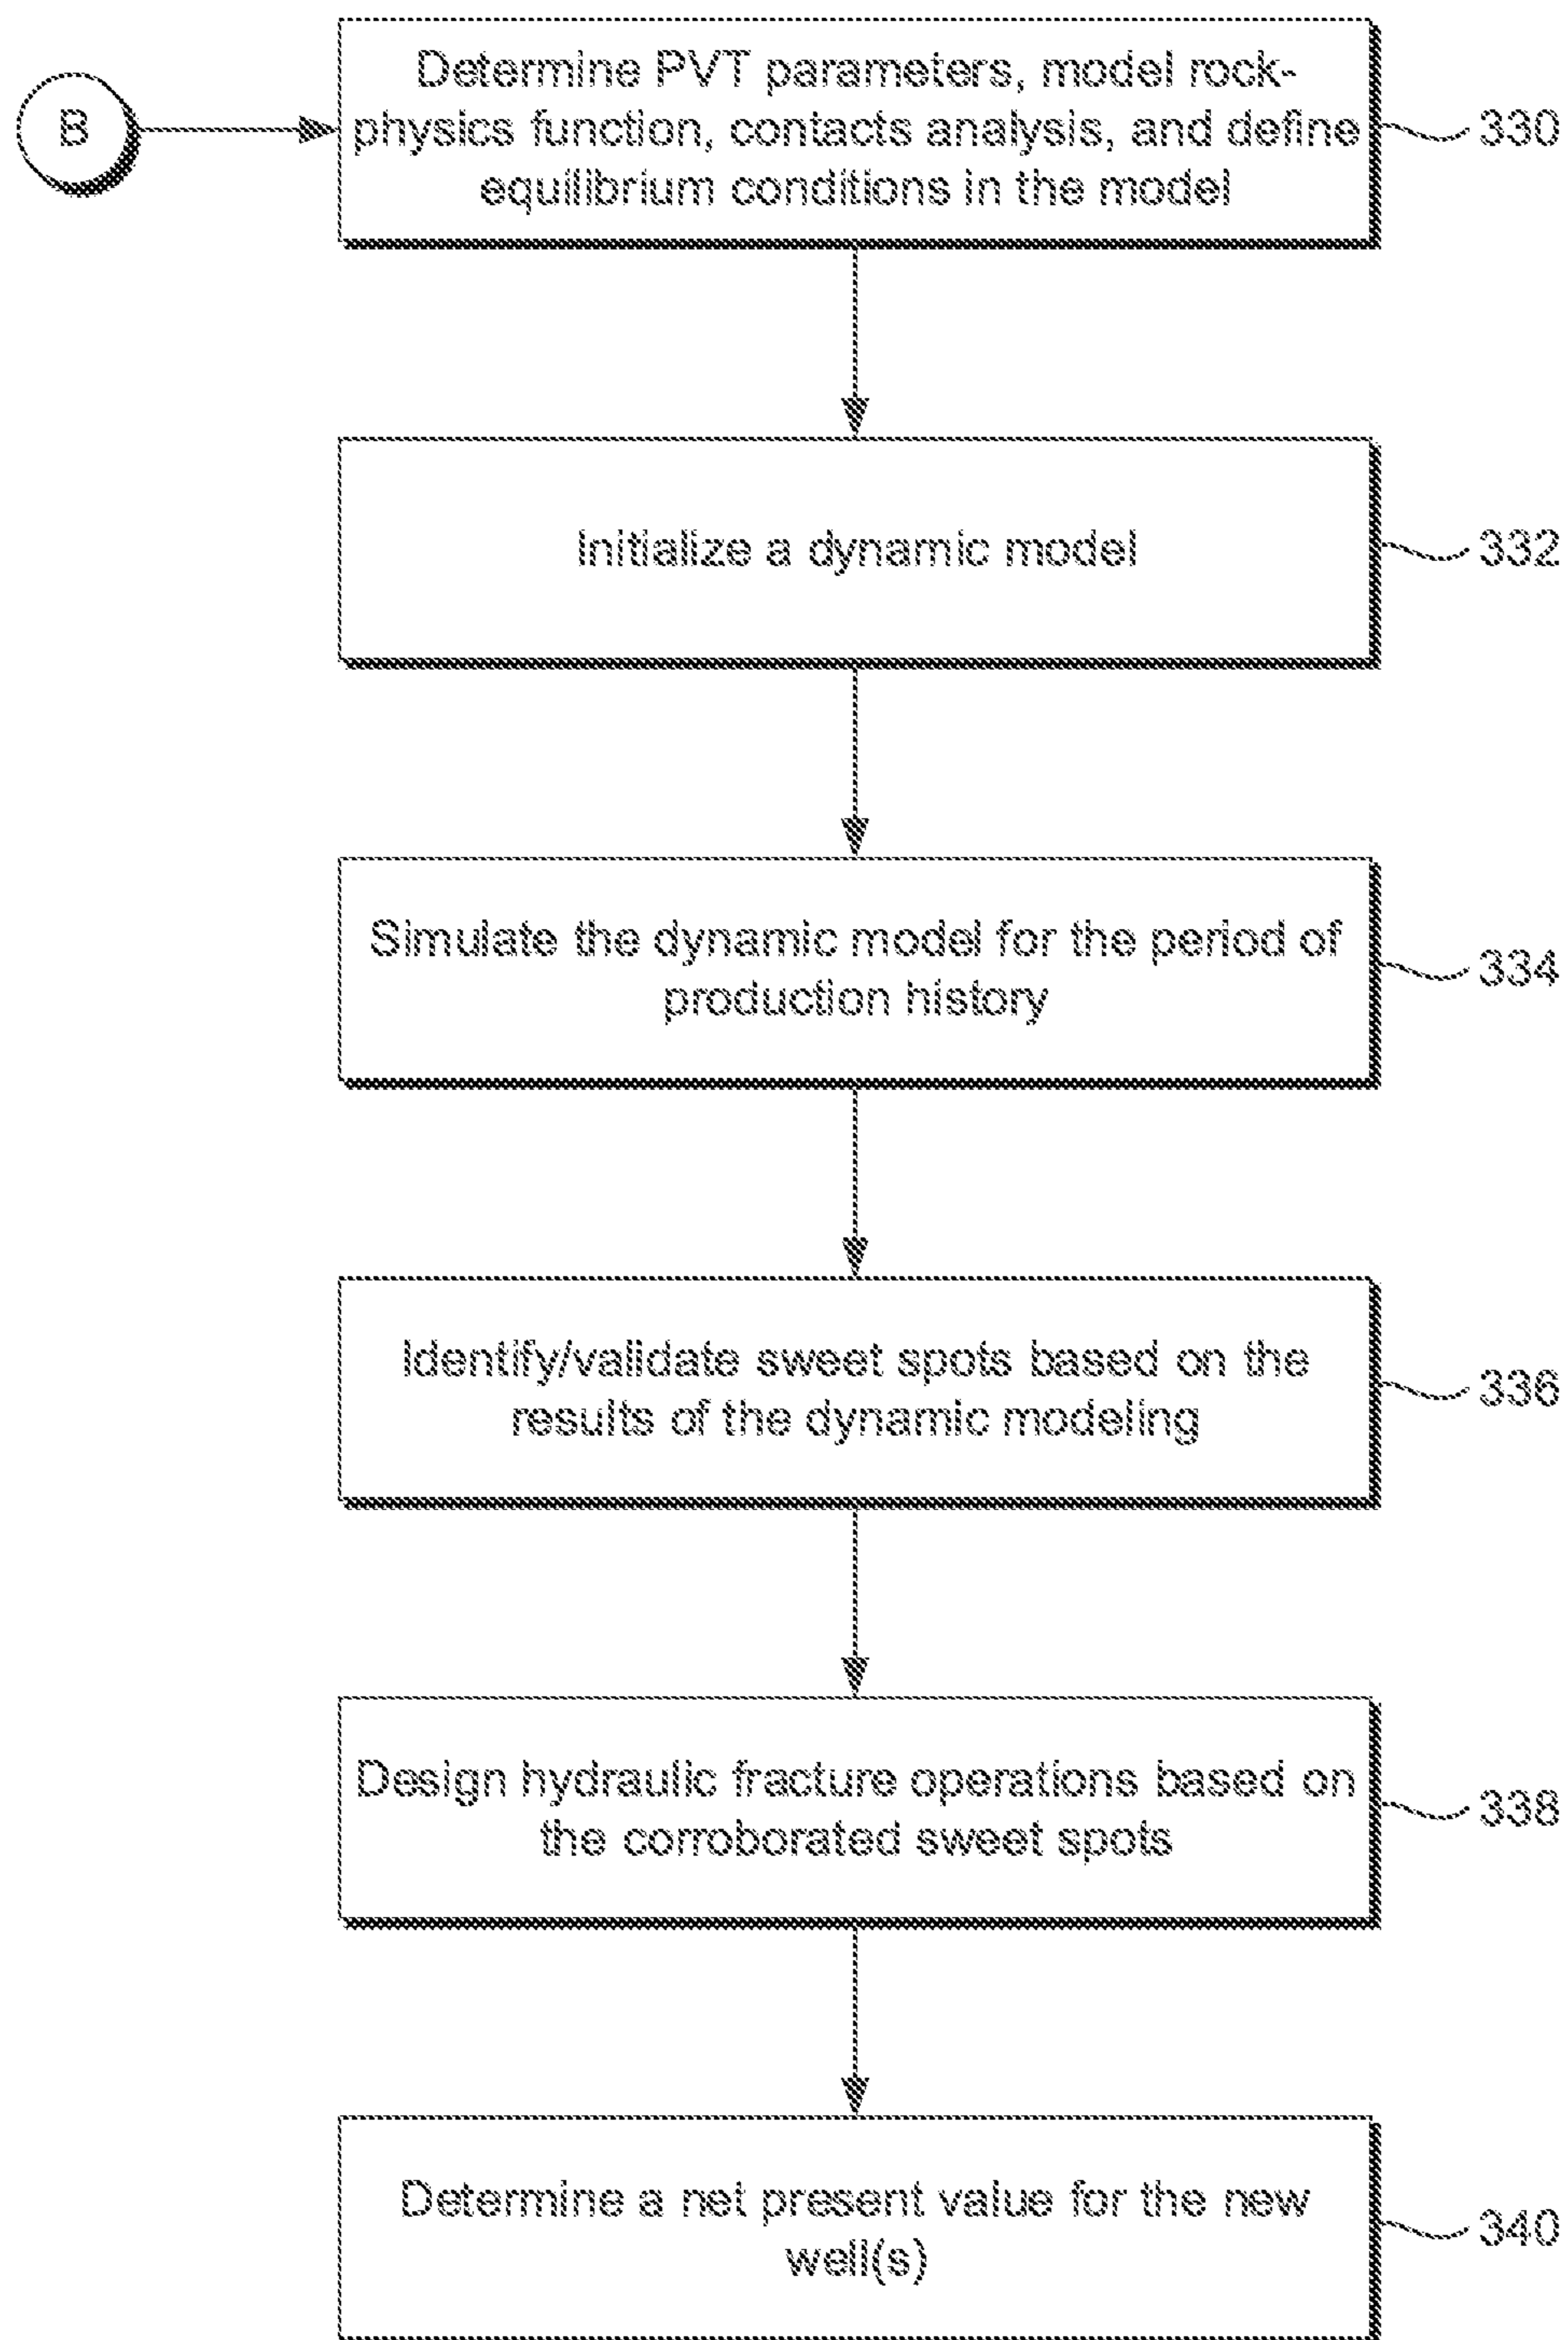 B
Determine PVT parameters, model rock-
physics function, contacts analysis, and define
equilibrium conditions in the model
330
Initialize a dynamic model
332
Simulate the dynamic model for the period of
production history
334
Identify/validate sweet spots based on the
results of the dynamic modeling
336
Design hydraulic fracture operations based on
the corroborated sweet spots
338
Determine a net present value for the new
well(s)
340